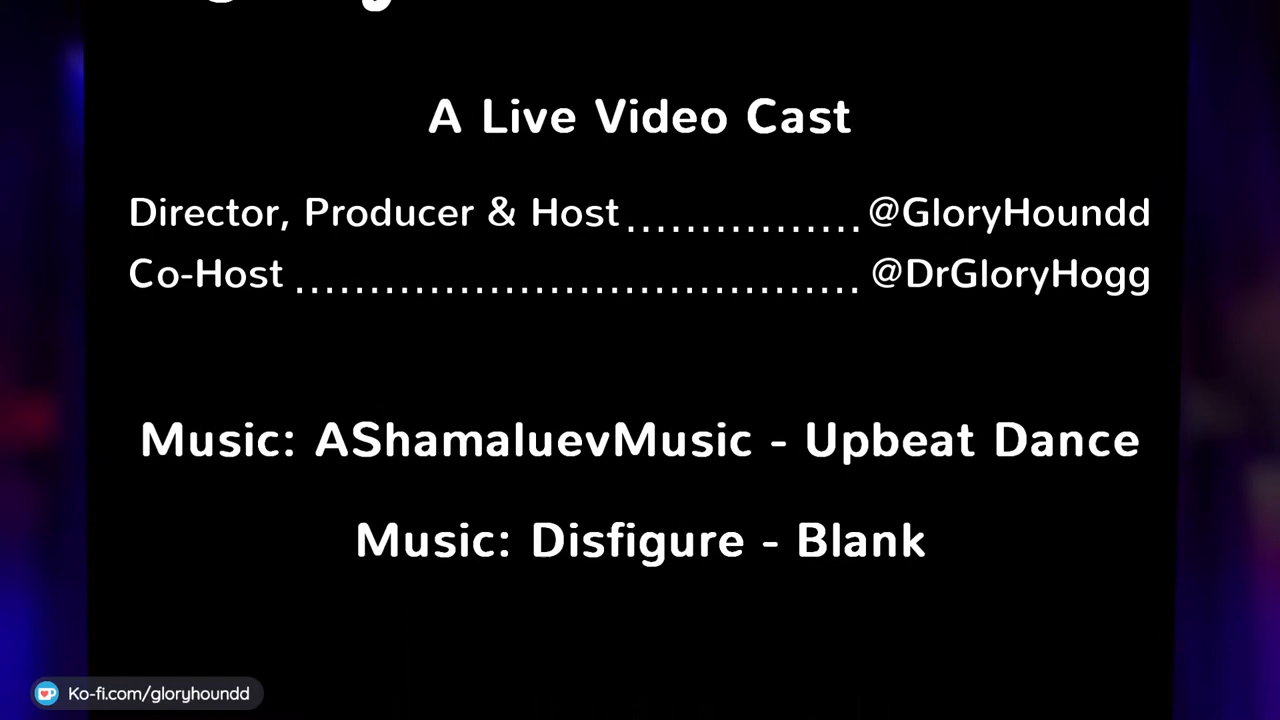 A Live Video Cast
Director, Producer & Host ................ @GloryHoundd
Co-Host ...................................... @DrGloryHogg
Music: AShamaluevMusic - Upbeat Dance
Music: Disfigure - Blank
Ko-fi.com/gloryhoundd